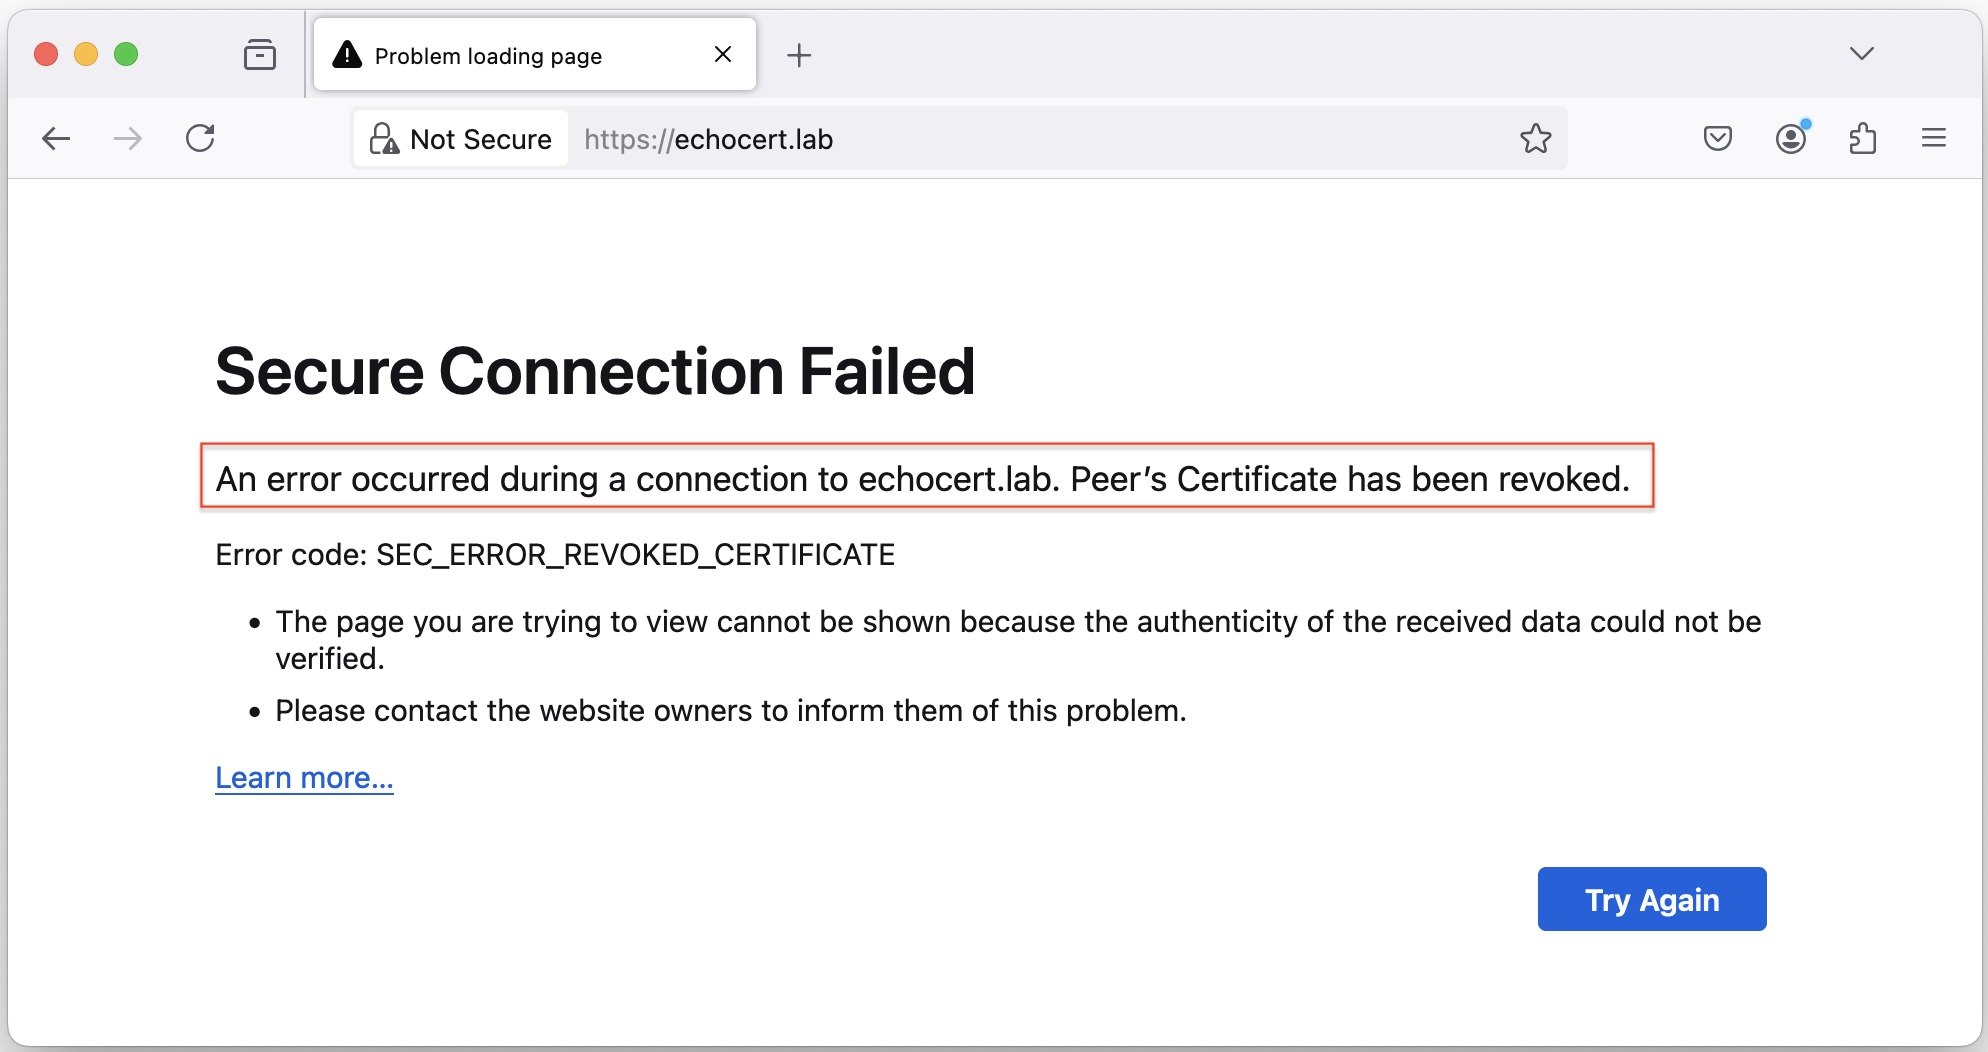 Problem loading page
Not Secure https://echocert.lab
Secure Connection Failed
An error occurred during a connection to echocert.lab. Peer’s Certificate has been revoked.
Error code: SEC_ERROR_REVOKED_CERTIFICATE
• The page you are trying to view cannot be shown because the authenticity of the received data could not be
verified.
• Please contact the website owners to inform them of this problem.
Learn more…
Try Again